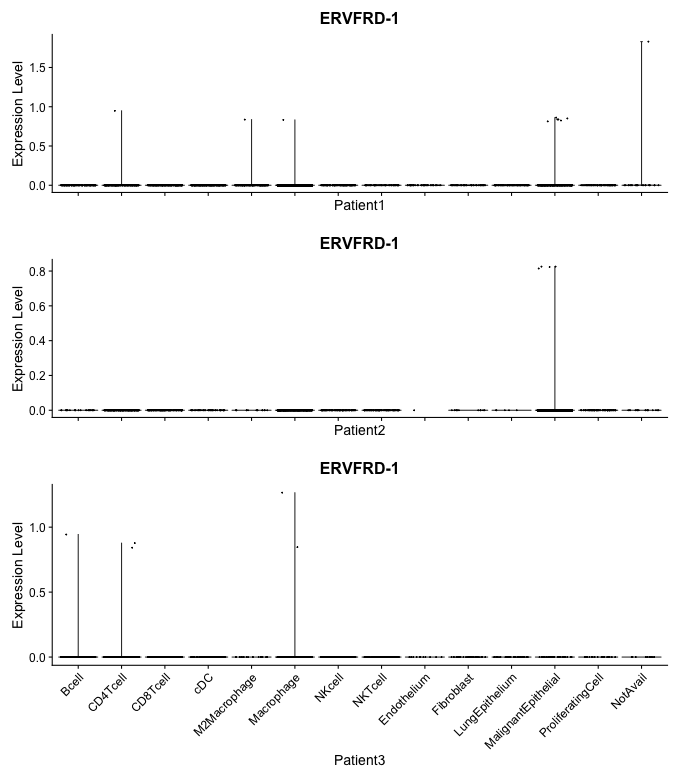 ERVFRD-1
Expression Level
1.5
1.0
0.5
0.0
Patient1
ERVFRD-1
Expression Level
0.8
0.6
0.4
0.2
0.0
Patient2
ERVFRD-1
Expression Level
1.0
0.5
0.0
Bcell
CD4Tcell
CD8Tcell
cDC
M2Macrophage
Macrophage
NKcell
NKTcell
Endothelium
Fibroblast
LungEpithelium
MalignantEpithelial
ProliferatingCell
NotAvail
Patient3